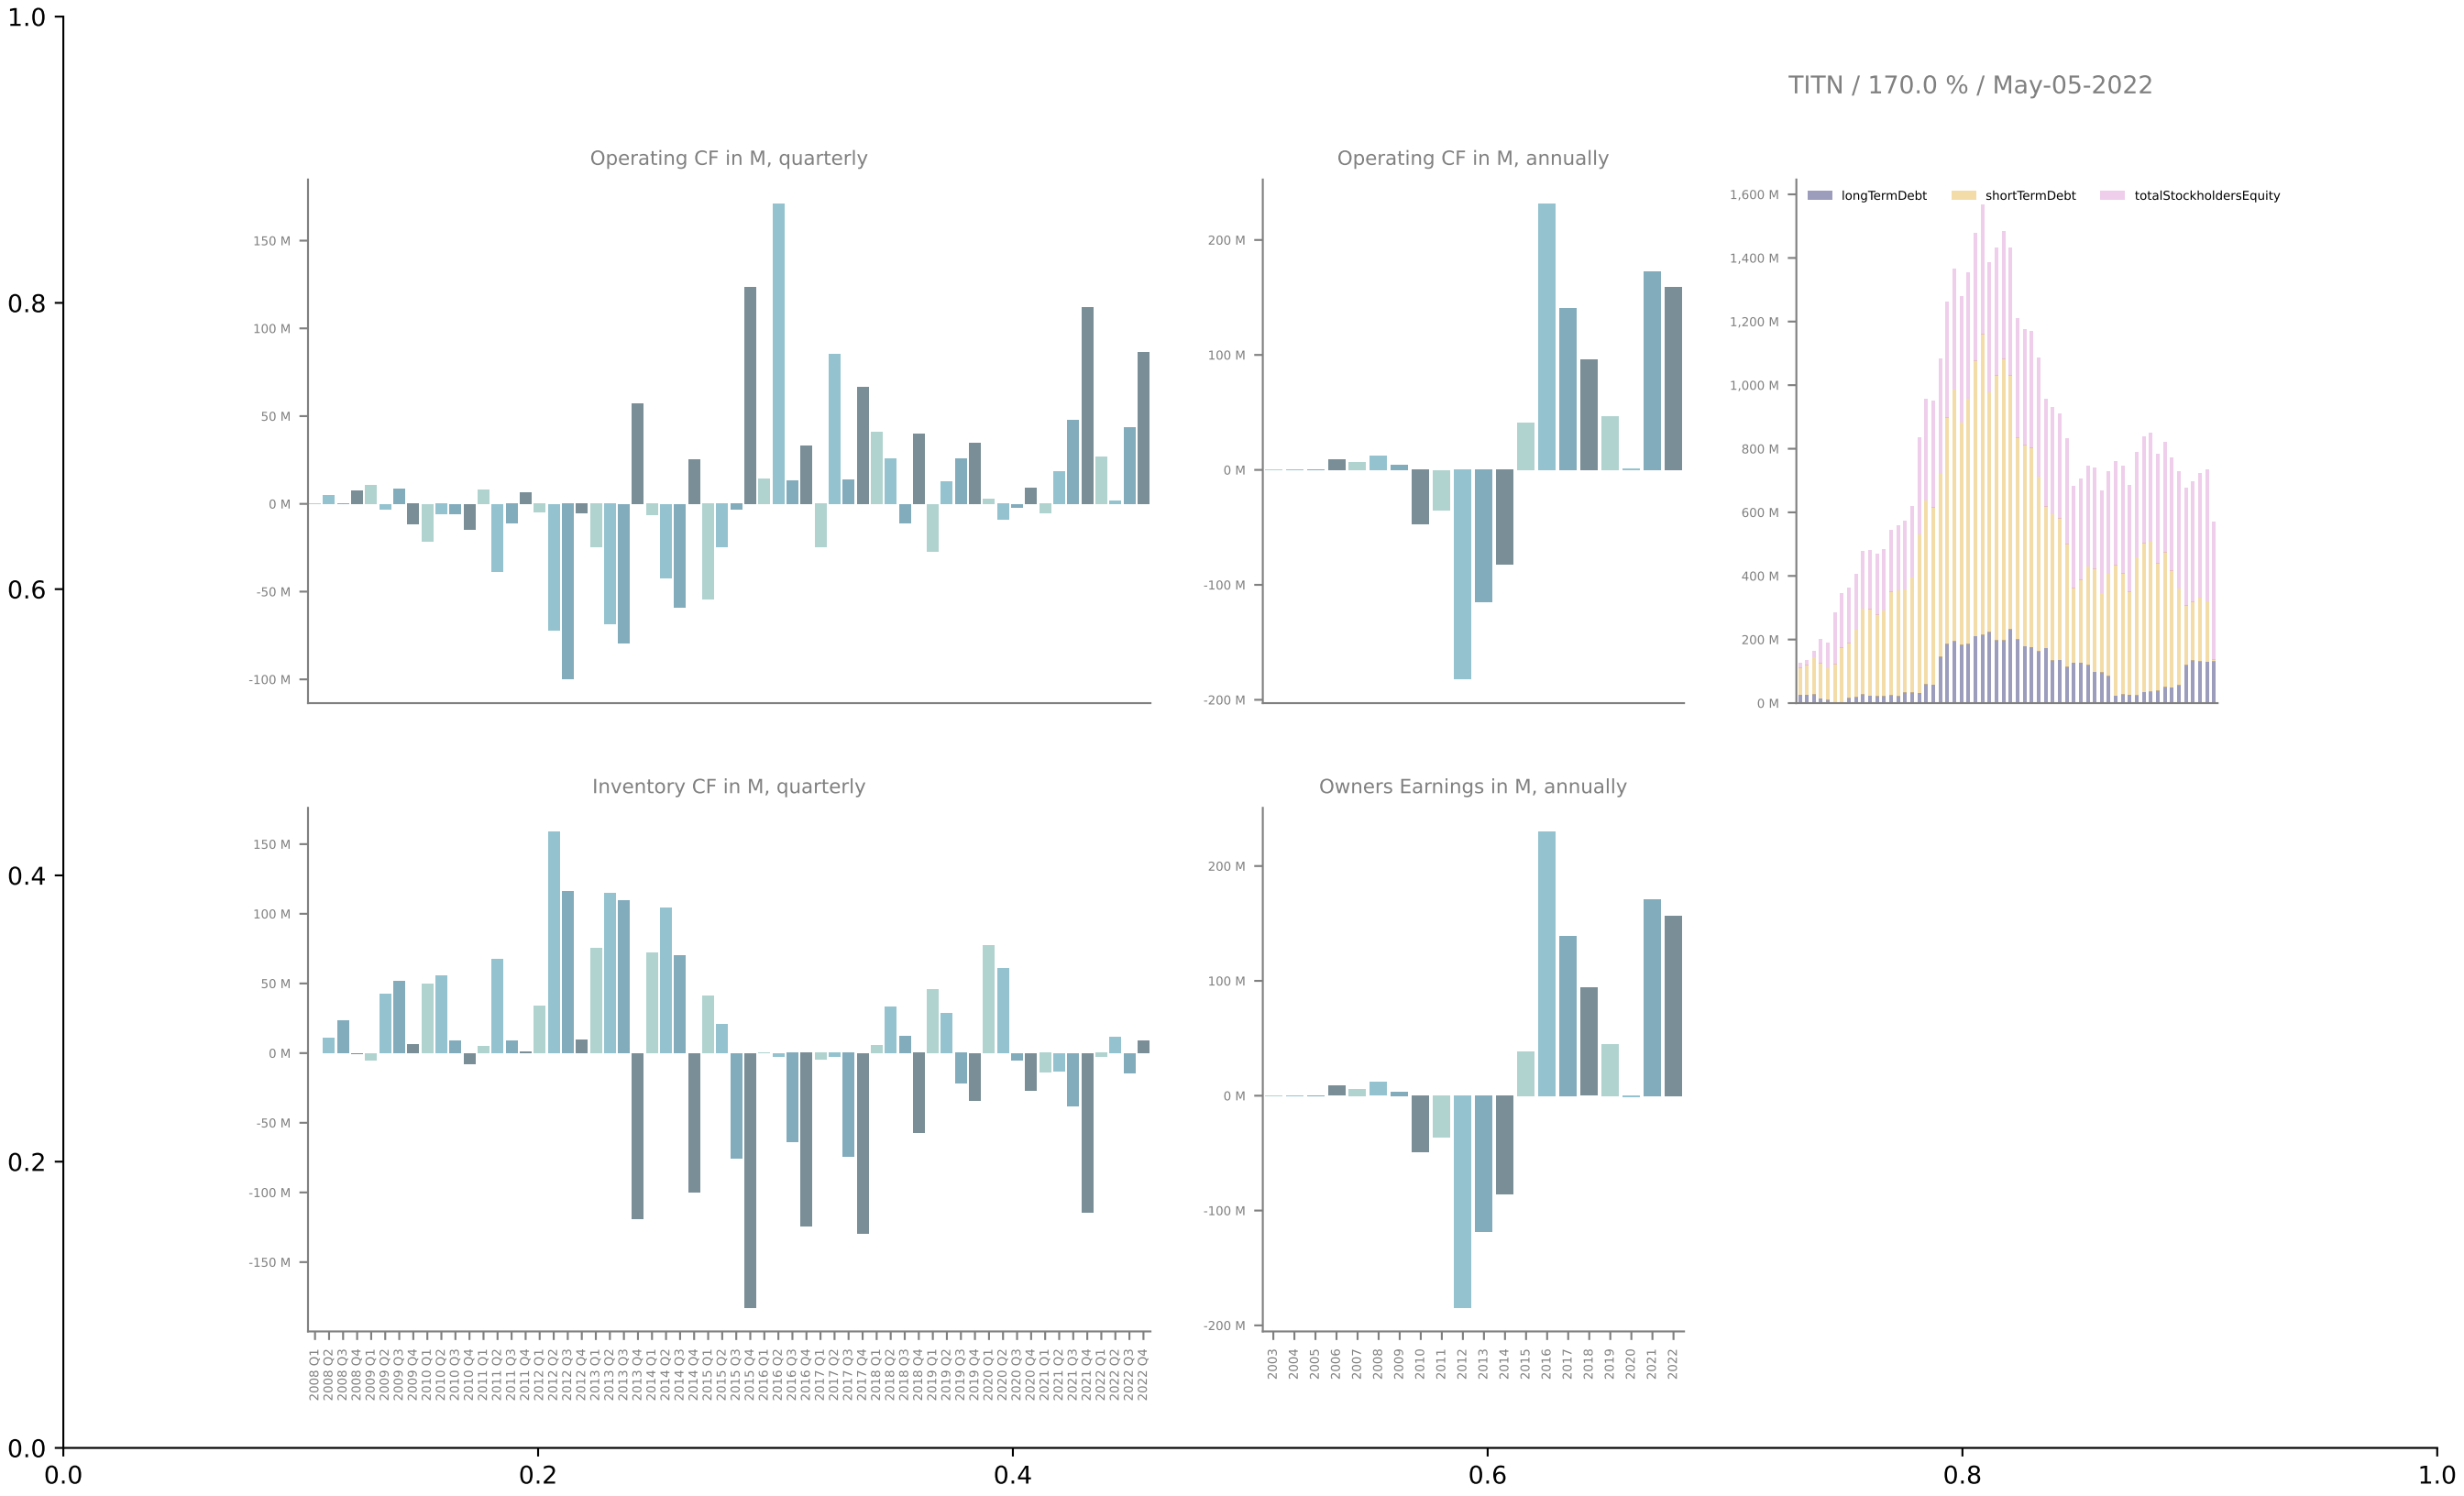 TITN / 170.0 % / May-05-2022
Operating CF in M, quarterly
150 M
100 M
50 M
0 M
-50 M
-100 M
Operating CF in M, annually
200 M
100 M
0 M
-100 M
-200 M
longTermDebt shortTermDebt totalStockholdersEquity
1,600 M
1,400 M
1,200 M
1,000 M
800 M
600 M
400 M
200 M
0 M
Inventory CF in M, quarterly
150 M
100 M
50 M
0 M
-50 M
-100 M
-150 M
2008 Q1
2008 Q2
2008 Q3
2008 Q4
2009 Q1
2009 Q2
2009 Q3
2009 Q4
2010 Q1
2010 Q2
2010 Q3
2010 Q4
2011 Q1
2011 Q2
2011 Q3
2011 Q4
2012 Q1
2012 Q2
2012 Q3
2012 Q4
2013 Q1
2013 Q2
2013 Q3
2013 Q4
2014 Q1
2014 Q2
2014 Q3
2014 Q4
2015 Q1
2015 Q2
2015 Q3
2015 Q4
2016 Q1
2016 Q2
2016 Q3
2016 Q4
2017 Q1
2017 Q2
2017 Q3
2017 Q4
2018 Q1
2018 Q2
2018 Q3
2018 Q4
2019 Q1
2019 Q2
2019 Q3
2019 Q4
2020 Q1
2020 Q2
2020 Q3
2020 Q4
2021 Q1
2021 Q2
2021 Q3
2021 Q4
2022 Q1
2022 Q2
2022 Q3
2022 Q4
Owners Earnings in M, annually
200 M
100 M
0 M
-100 M
-200 M
2003
2004
2005
2006
2007
2008
2009
2010
2011
2012
2013
2014
2015
2016
2017
2018
2019
2020
2021
2022
1.0
0.8
0.6
0.4
0.2
0.0
0.0 0.2 0.4 0.6 0.8 1.0